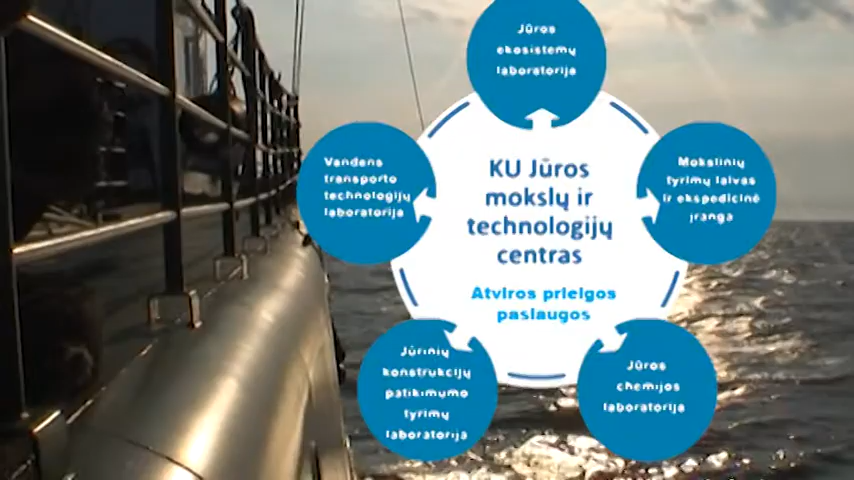 Jūros
ekosistemų
laboratorija
Vandens
transporto
technologijų
laboratorija
KU Jūros
mokslų ir
technologijų
centras
Atviros prieigos
paslaugos
Mokslinių
tyrimų laivas
ir ekspedicinė
įranga
Jūrinių
konstrukcijų
patikimumo
tyrimų
laboratorija
Jūros
chemijos
laboratorija